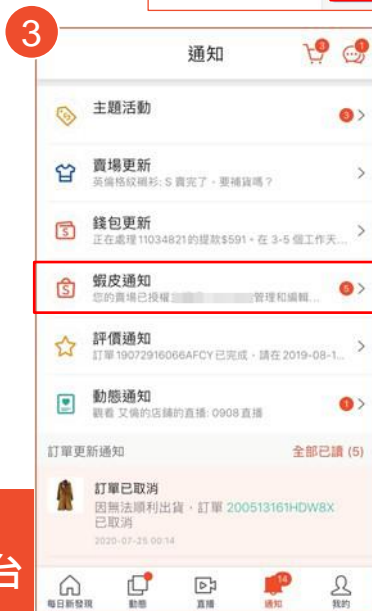 3
通知
3
1
主題活動
3
賣場更新
英倫格紋襯衫: S 賣完了，要補貨嗎？
錢包更新
正在處理11034821的提款$591，在 3-5 個工作天...
蝦皮通知
您的賣場已授權 管理和編輯...
5
評價通知
訂單 19072916066AFCY已完成，請在 2019-08-1...
動態通知
觀看 艾倫的店鋪的直播: 0908直播
1
訂單更新通知 全部已讀 (5)
訂單已取消
因無法順利出貨，訂單 200513161HDW8X
已取消
2020-07-25 00:14
台
14
每日新發現 動態 直播 通知 我的